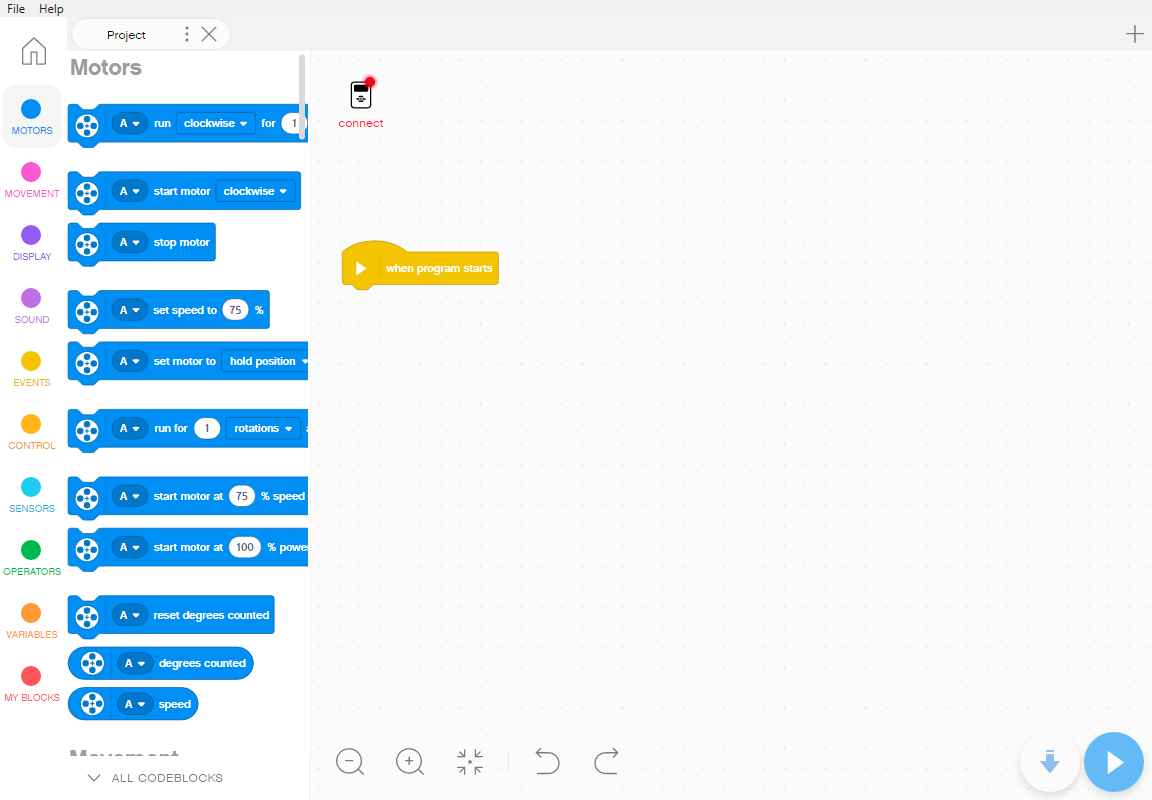 File Help
Project
Motors
MOTORS
MOVEMENT
DISPLAY
SOUND
EVENTS
CONTROL
SENSORS
OPERATORS
VARIABLES
MY BLOCKS
A run clockwise for 1
A start motor clockwise
A stop motor
A set speed to 75 %
A set motor to hold position
A run for 1 rotations
A start motor at 75 % speed
A start motor at 100 % power
A reset degrees counted
A degrees counted
A speed
Movement
ALL CODEBLOCKS
connect
when program starts